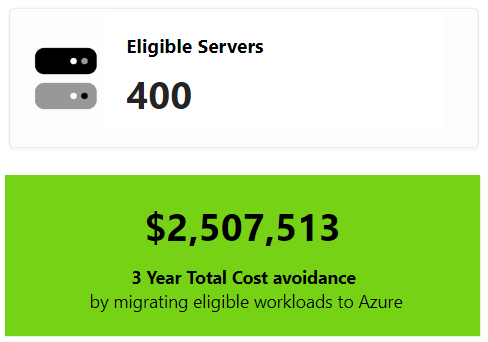 Eligible Servers
400
$2,507,513
3 Year Total Cost avoidance
by migrating eligible workloads to Azure